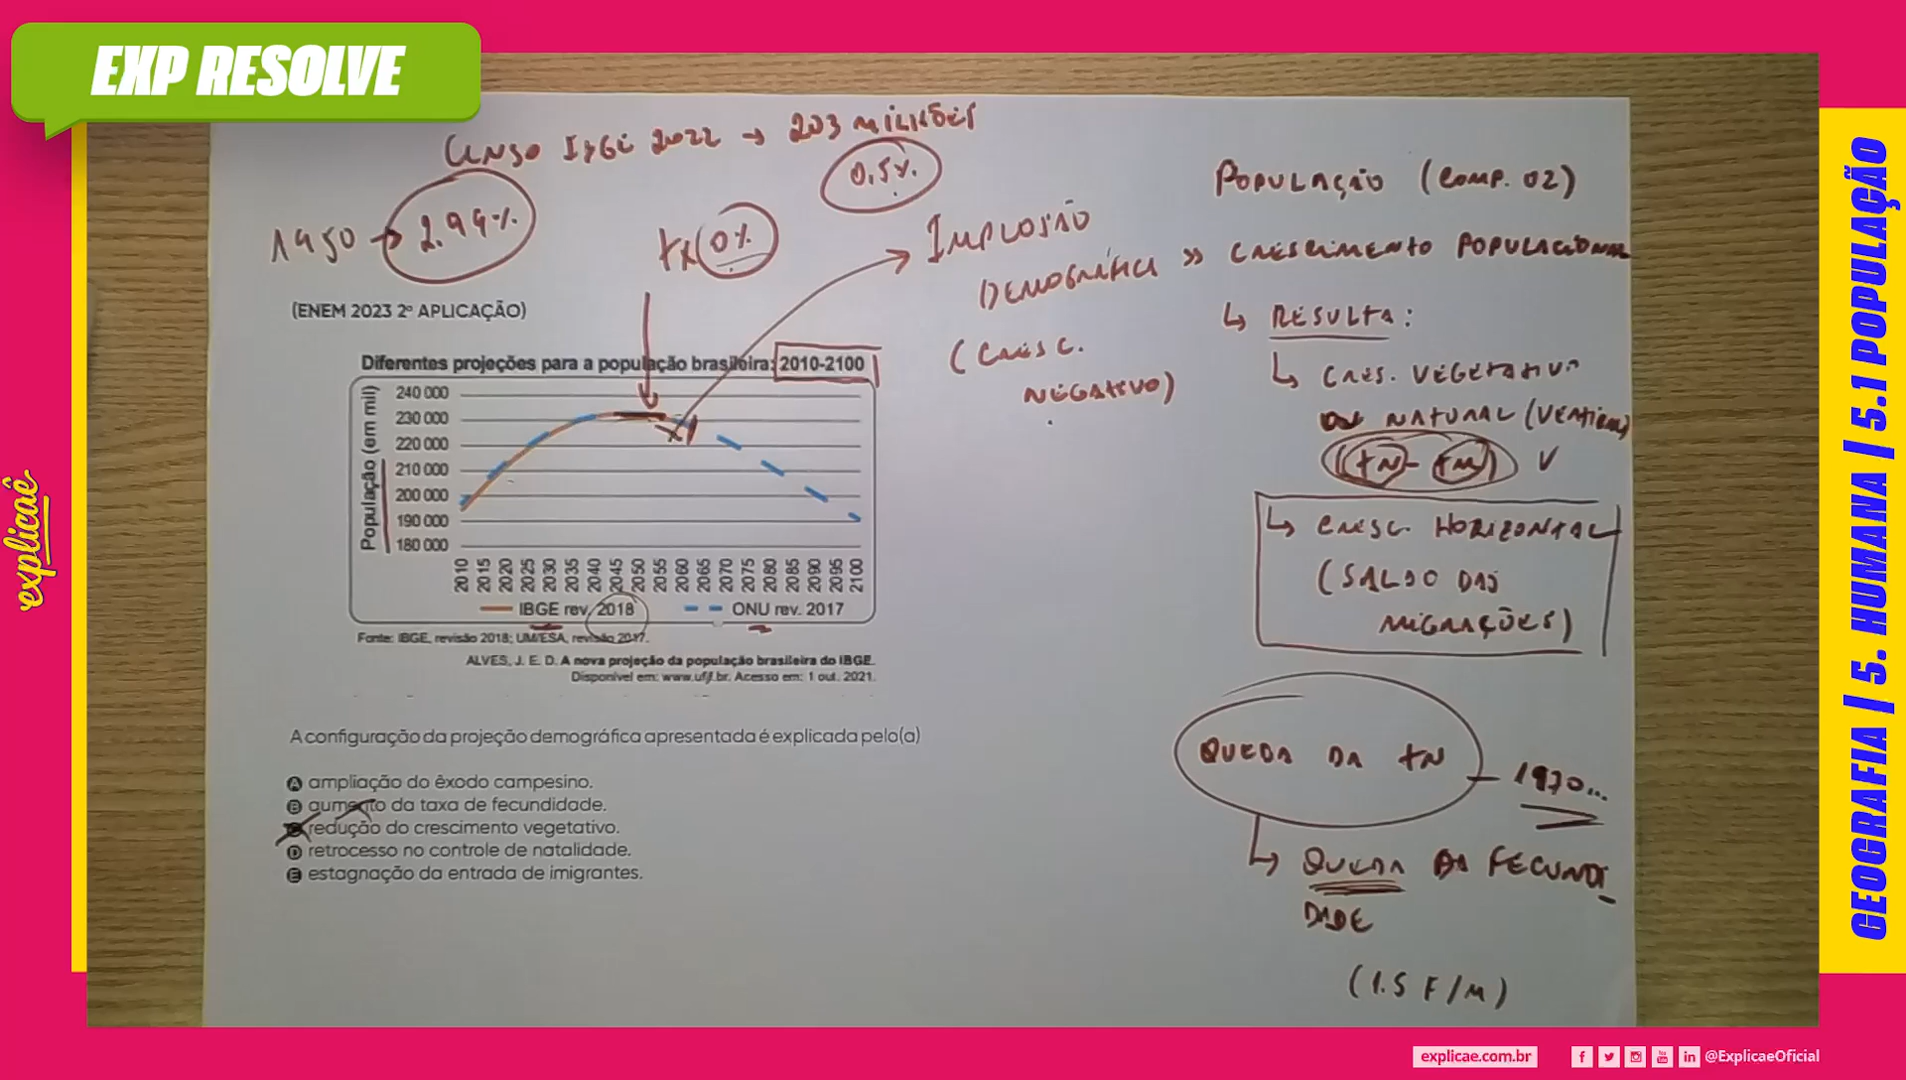 EXP RESOLVE
CENSO IBGE 2022 → 203 MILHÕES
0.5%.
1950 → 2.99%.
tx 0%.
IMPLOSÃO
DEMOGRÁFICA
(CRESC.
NEGATIVO)
(ENEM 2023 2ª APLICAÇÃO)
Diferentes projeções para a população brasileira: 2010-2100
População (em mil)
240 000
230 000
220 000
210 000
200 000
190 000
180 000
2010 2015 2020 2025 2030 2035 2040 2045 2050 2055 2060 2065 2070 2075 2080 2085 2090 2095 2100
IBGE rev. 2018 ONU rev. 2017
Fonte: IBGE, revisão 2018; UM/ESA, revisão 2017.
ALVES, J. E. D. A nova projeção da população brasileira do IBGE.
Disponível em: www.ufjf.br. Acesso em: 1 out. 2021.
A configuração da projeção demográfica apresentada é explicada pelo(a)
A ampliação do êxodo campesino.
B aumento da taxa de fecundidade.
C redução do crescimento vegetativo.
D retrocesso no controle de natalidade.
E estagnação da entrada de imigrantes.
POPULAÇÃO (COMP. 02)
» CRESCIMENTO POPULACIONAL
↳ RESULTA:
↳ CRES. VEGETATIVO
OU NATURAL (VERTICAL)
(tN - tM) V
↳ CRESC. HORIZONTAL
(SALDO DAS
MIGRAÇÕES)
QUEDA DA tN — 1970...
↳ QUEDA DA FECUNDI
DADE
(1.5 F/M)
explicaê
GEOGRAFIA | 5. HUMANA | 5.1 POPULAÇÃO
explicae.com.br
@ExplicaeOficial